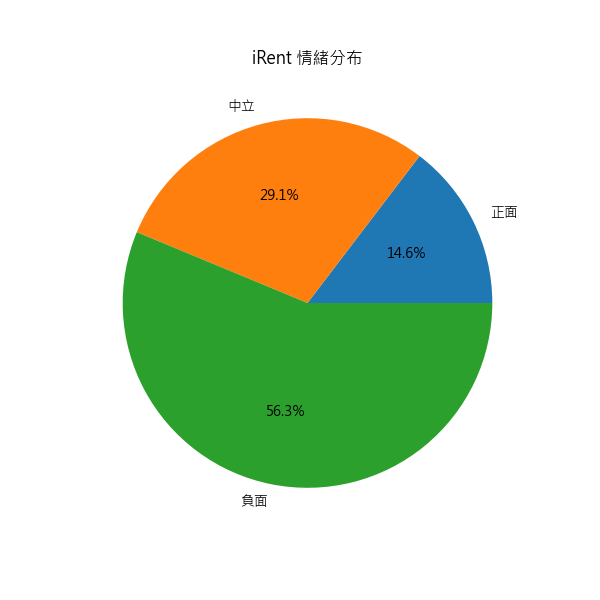 iRent 情緒分布
中立
正面
29.1%
14.6%
56.3%
負面